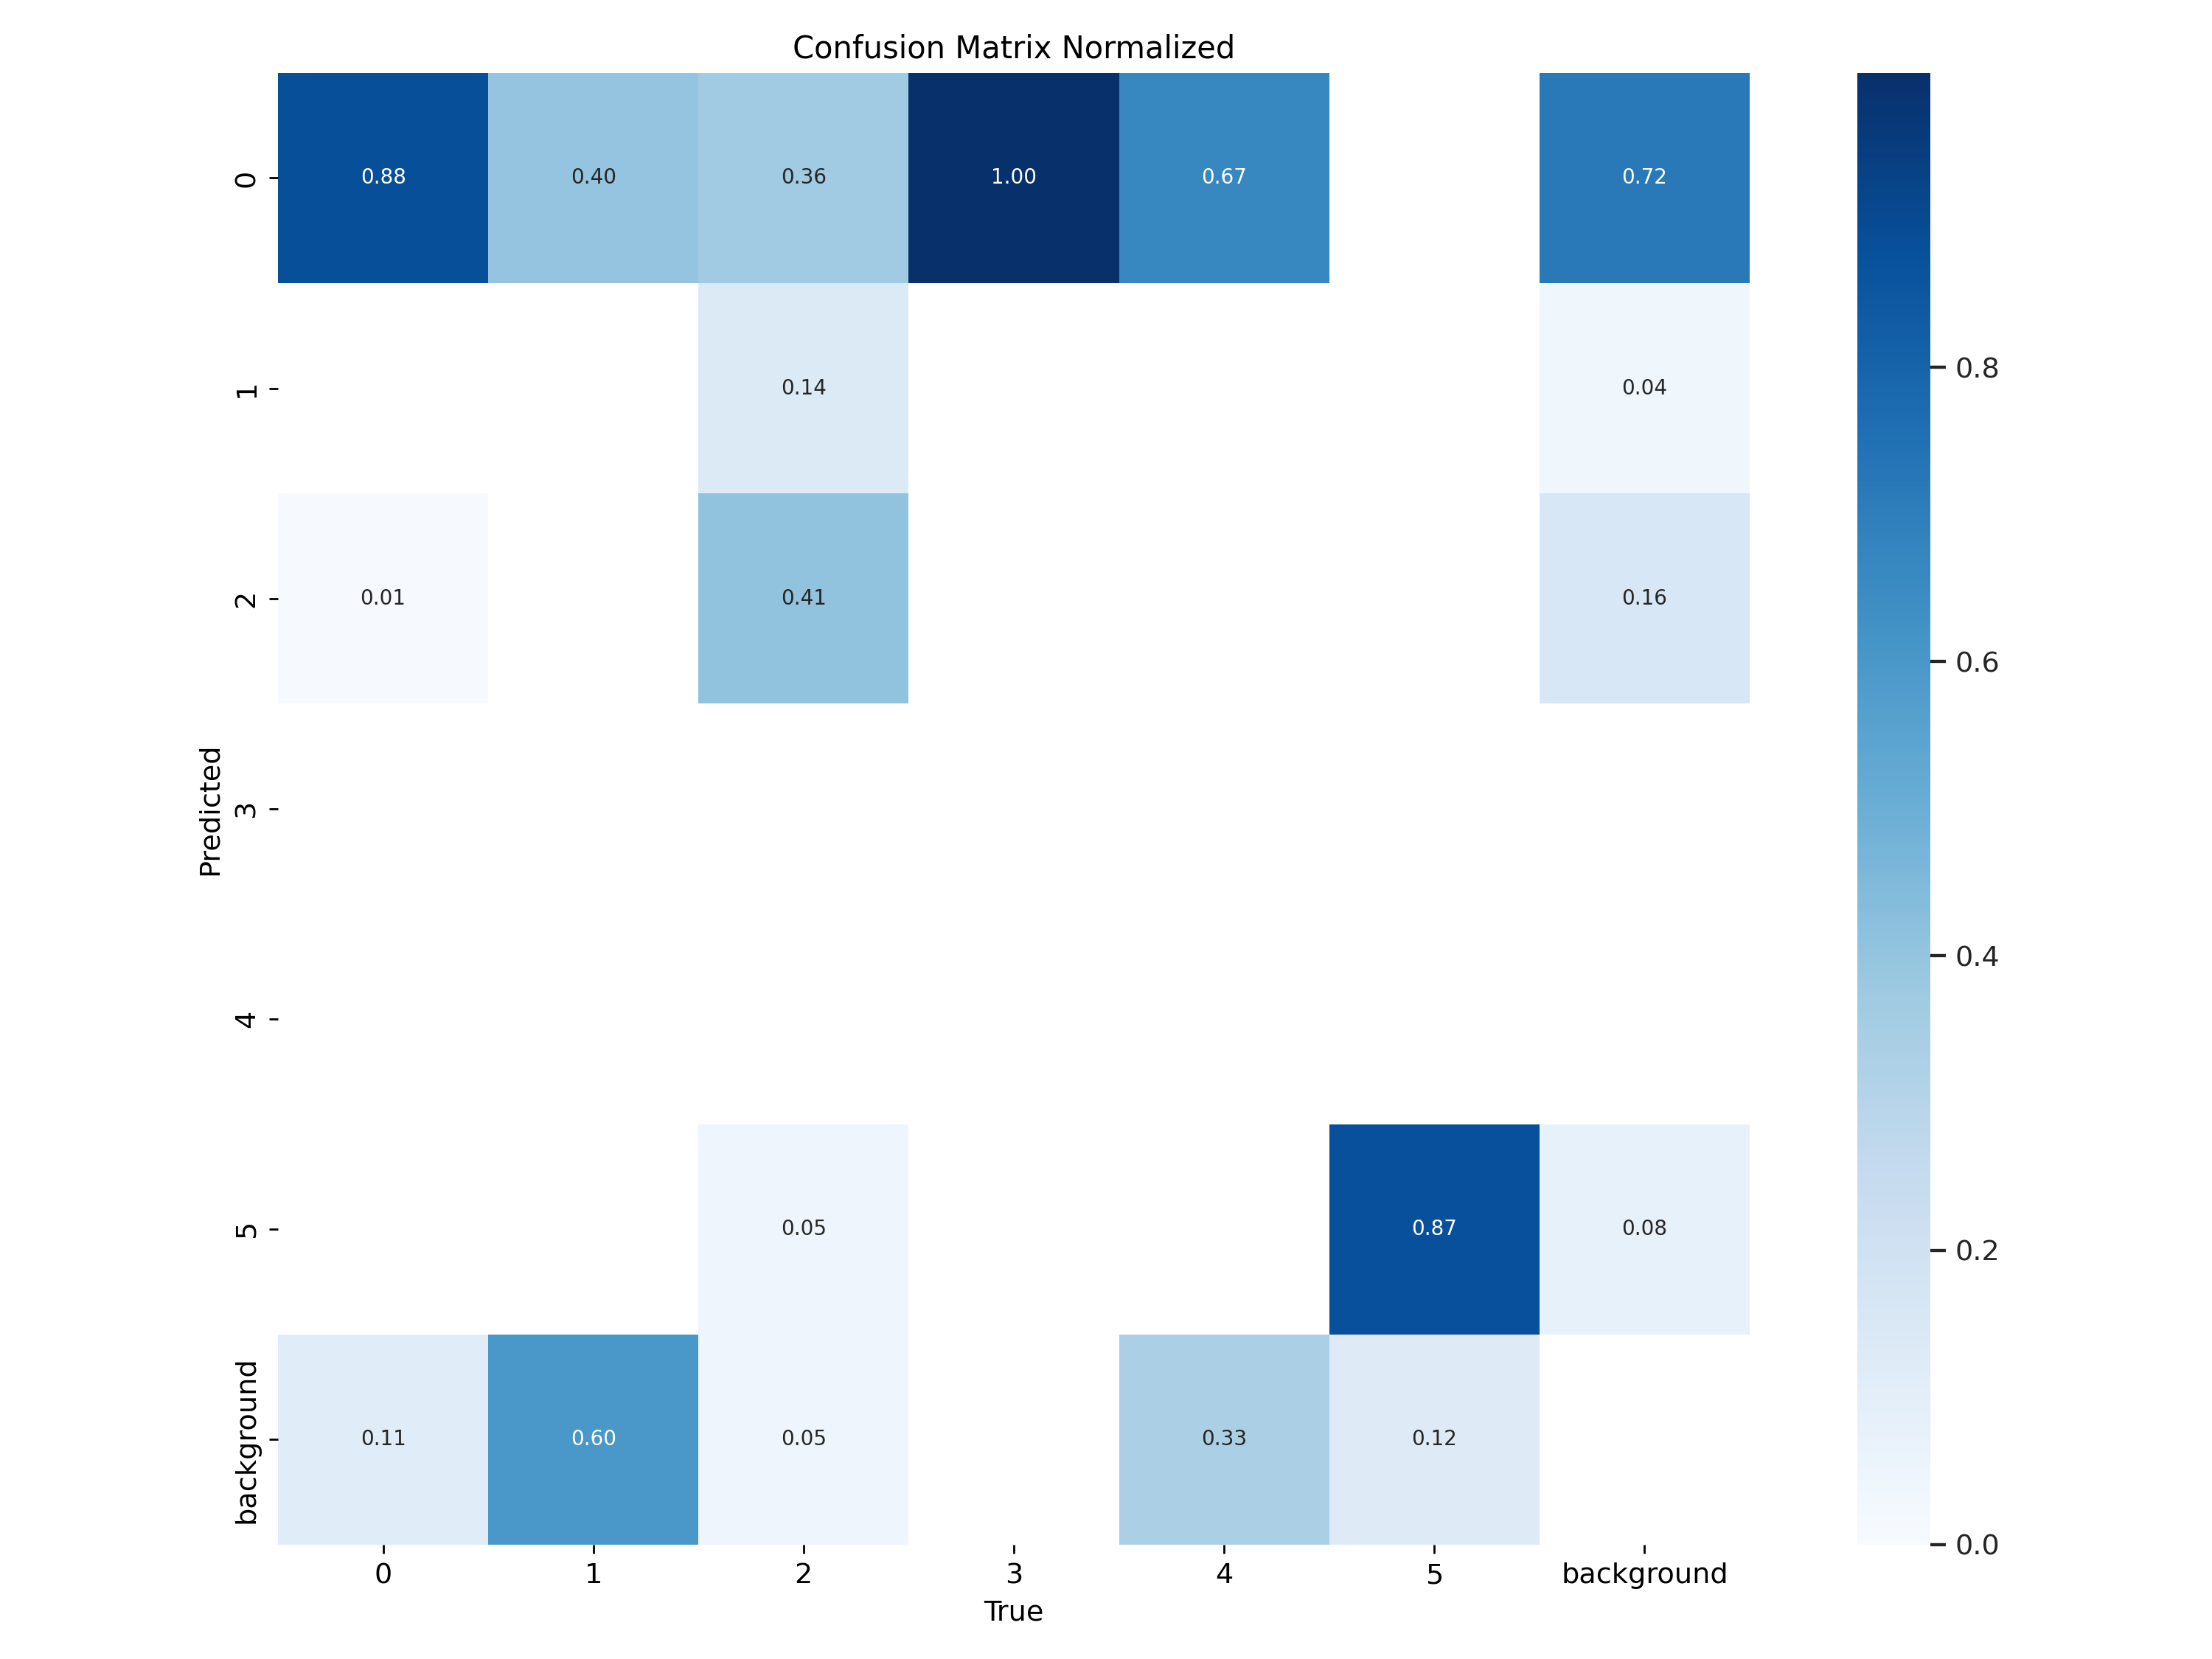 Confusion Matrix Normalized
0 0.88 0.40 0.36 1.00 0.67 0.72
1 0.14 0.04
0.8
2 0.01 0.41 0.16
0.6
Predicted
3
0.4
4
5 0.05 0.87 0.08
0.2
background 0.11 0.60 0.05 0.33 0.12
0.0
0 1 2 3 4 5 background
True